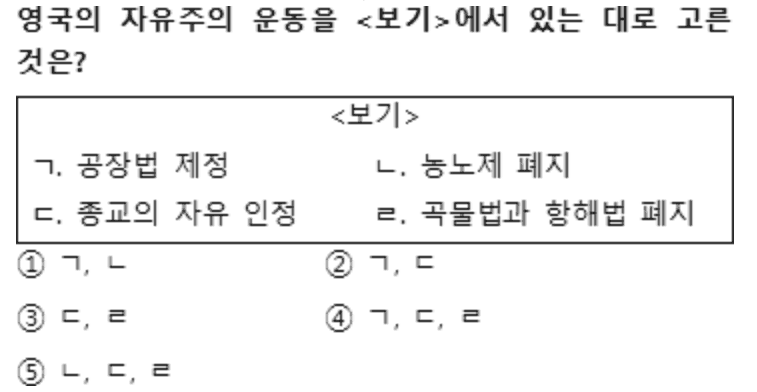 영국의 자유주의 운동을 <보기>에서 있는 대로 고른
것은?
<보기>
ㄱ. 공장법 제정 ㄴ. 농노제 폐지
ㄷ. 종교의 자유 인정 ㄹ. 곡물법과 항해법 폐지
① ㄱ, ㄴ ② ㄱ, ㄷ
③ ㄷ, ㄹ ④ ㄱ, ㄷ, ㄹ
⑤ ㄴ, ㄷ, ㄹ